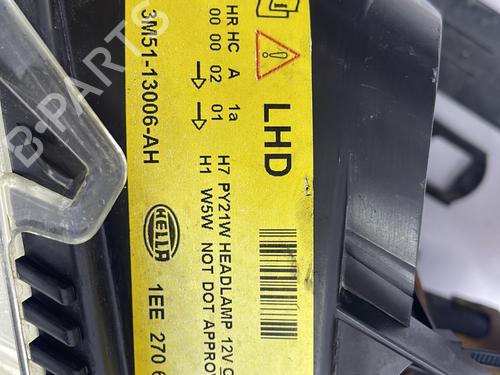 HR HC A 1a
00 00 02 01
LHD
3M51-13006-AH
H7 PY21W HEADLAMP 12V
H1 W5W NOT DOT
HELLA
1EE 270
B-PARTS